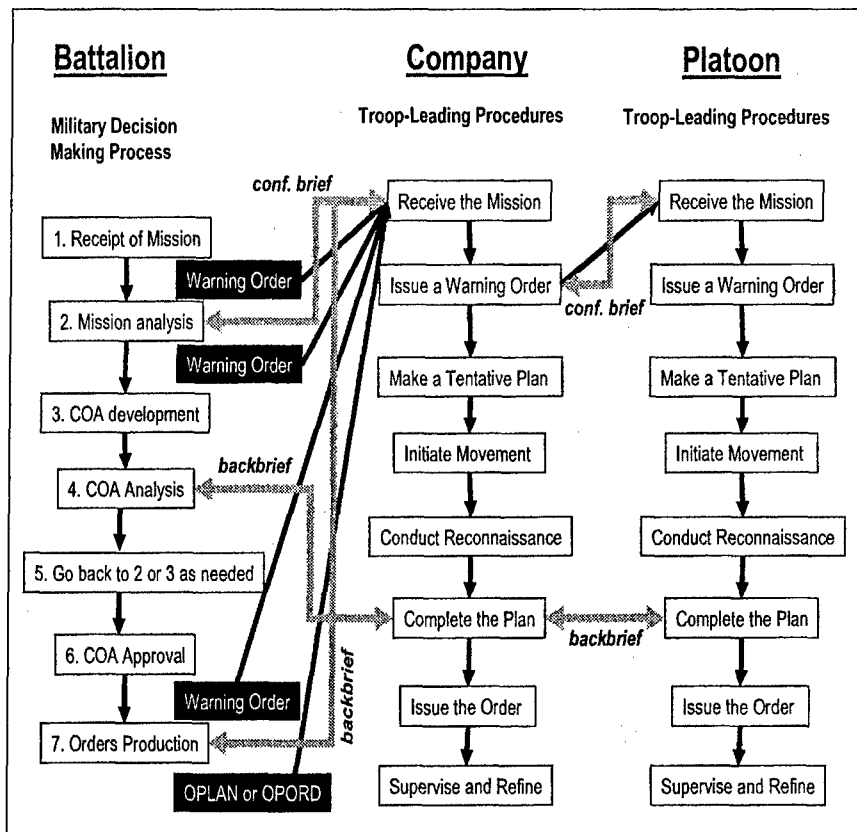 Battalion
Military Decision
Making Process
1. Receipt of Mission
Warning Order
2. Mission analysis
Warning Order
3. COA development
backbrief
4. COA Analysis
5. Go back to 2 or 3 as needed
6. COA Approval
Warning Order
7. Orders Production
OPLAN or OPORD
conf. brief
backbrief
Company
Troop-Leading Procedures
Receive the Mission
Issue a Warning Order
Make a Tentative Plan
Initiate Movement
Conduct Reconnaissance
Complete the Plan
Issue the Order
Supervise and Refine
conf. brief
backbrief
Platoon
Troop-Leading Procedures
Receive the Mission
Issue a Warning Order
Make a Tentative Plan
Initiate Movement
Conduct Reconnaissance
Complete the Plan
Issue the Order
Supervise and Refine